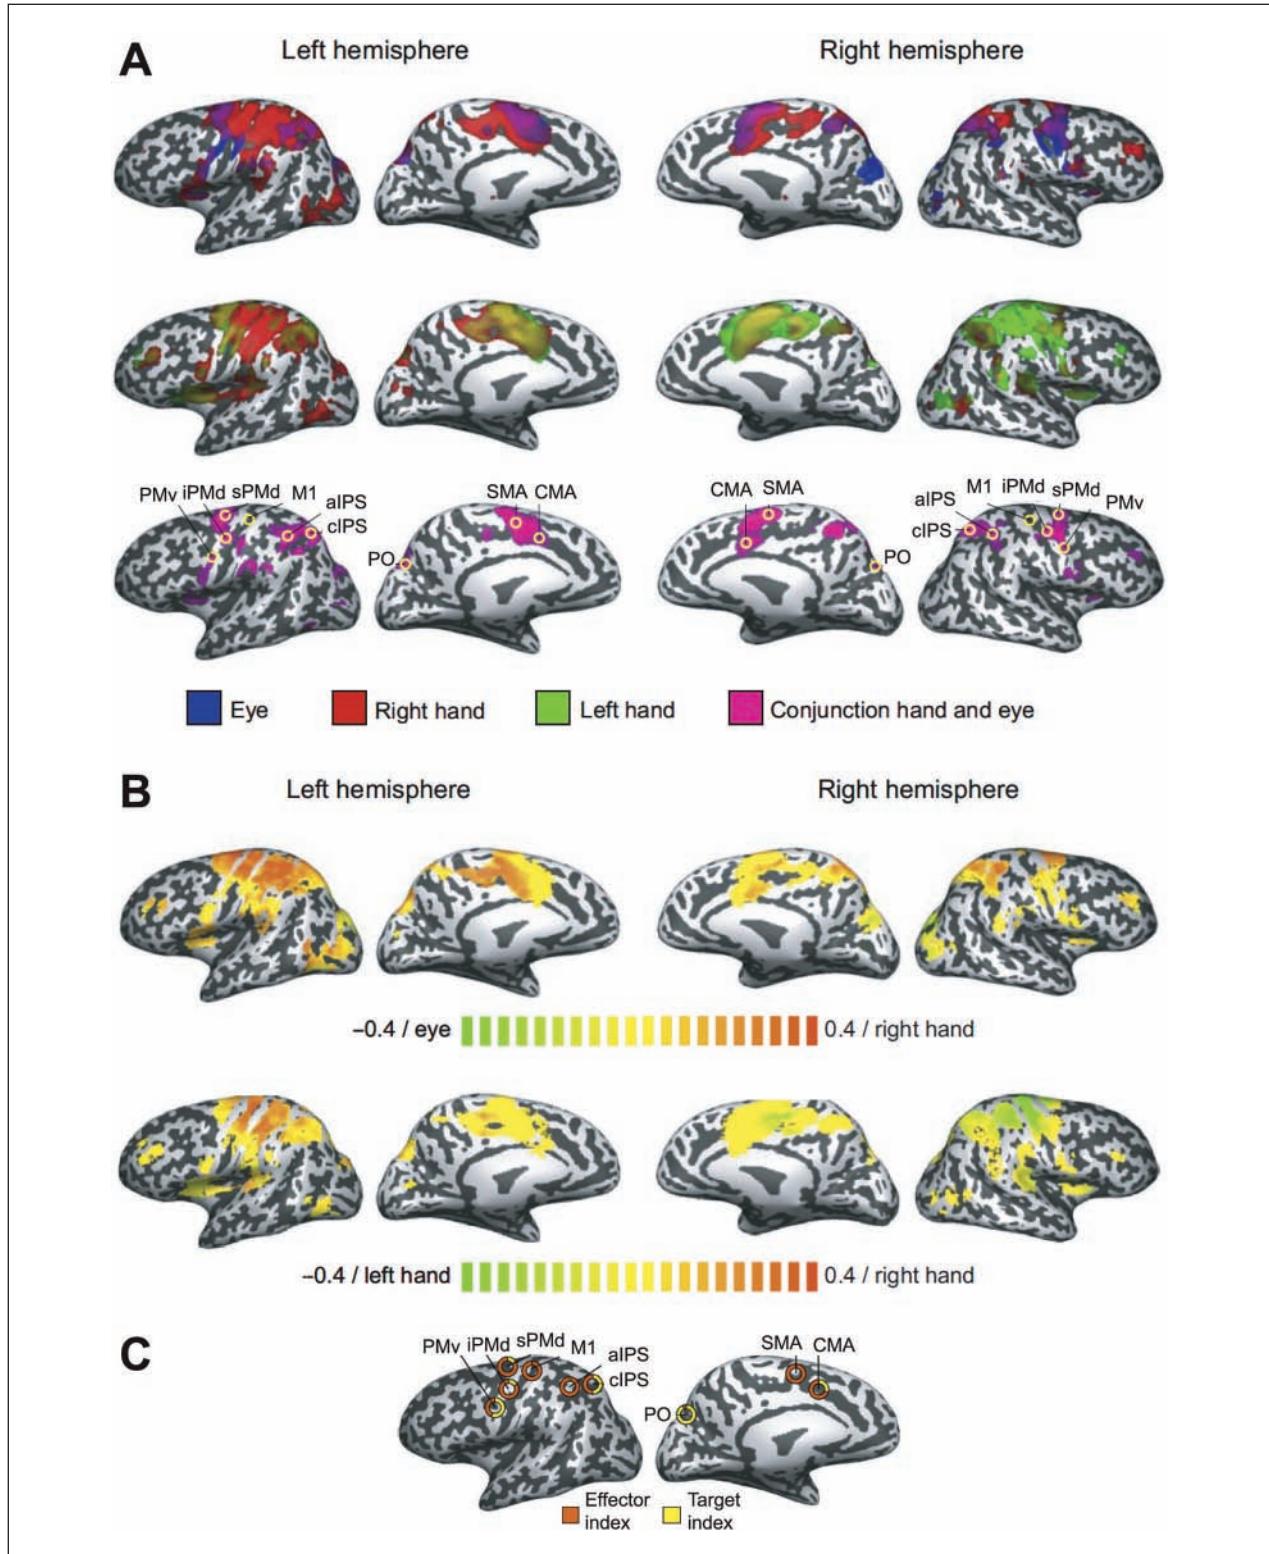 A
Left hemisphere
Right hemisphere
PMv iPMd sPMd M1
aIPS
cIPS
SMA CMA
PO
CMA SMA
PO
M1 iPMd sPMd
aIPS
PMv
cIPS
Eye
Right hand
Left hand
Conjunction hand and eye
B
Left hemisphere
Right hemisphere
–0.4 / eye
0.4 / right hand
–0.4 / left hand
0.4 / right hand
C
PMv iPMd sPMd M1
aIPS
cIPS
SMA CMA
PO
Effector
index
Target
index